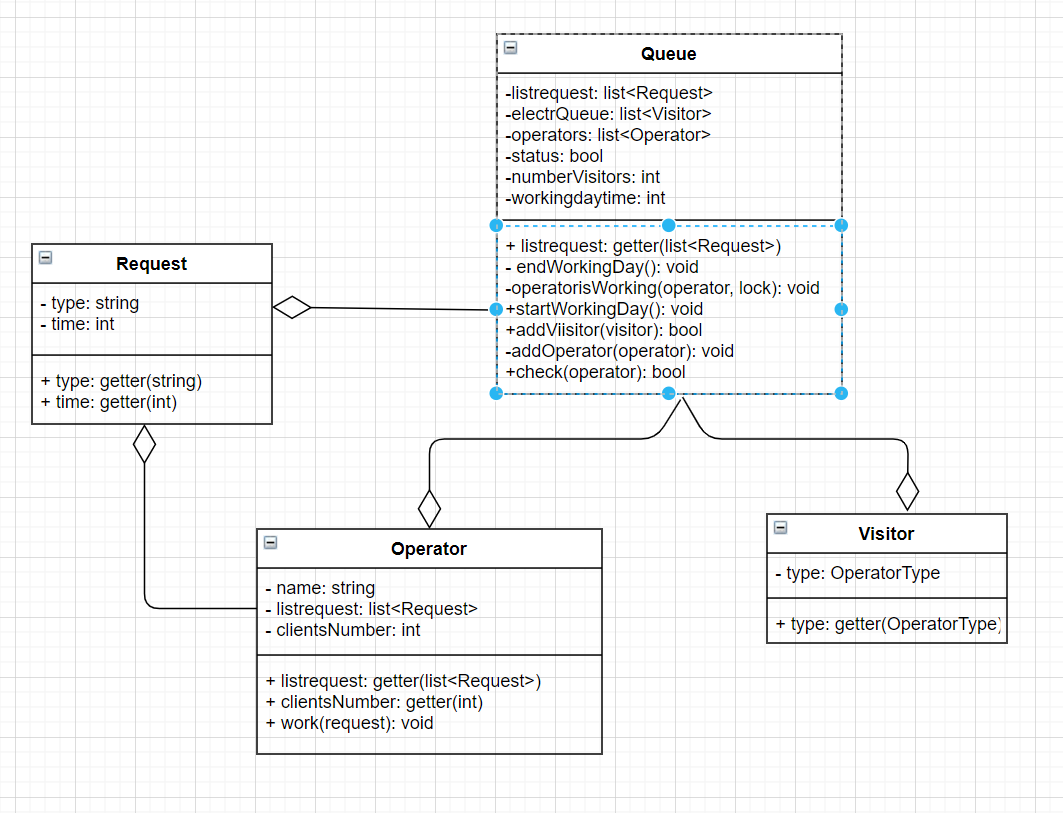 Queue
-listrequest: list<Request>
-electrQueue: list<Visitor>
-operators: list<Operator>
-status: bool
-numberVisitors: int
-workingdaytime: int
+ listrequest: getter(list<Request>)
- endWorkingDay(): void
-operatorisWorking(operator, lock): void
+startWorkingDay(): void
+addViisitor(visitor): bool
-addOperator(operator): void
+check(operator): bool
Request
- type: string
- time: int
+ type: getter(string)
+ time: getter(int)
Operator
- name: string
- listrequest: list<Request>
- clientsNumber: int
+ listrequest: getter(list<Request>)
+ clientsNumber: getter(int)
+ work(request): void
Visitor
- type: OperatorType
+ type: getter(OperatorType)